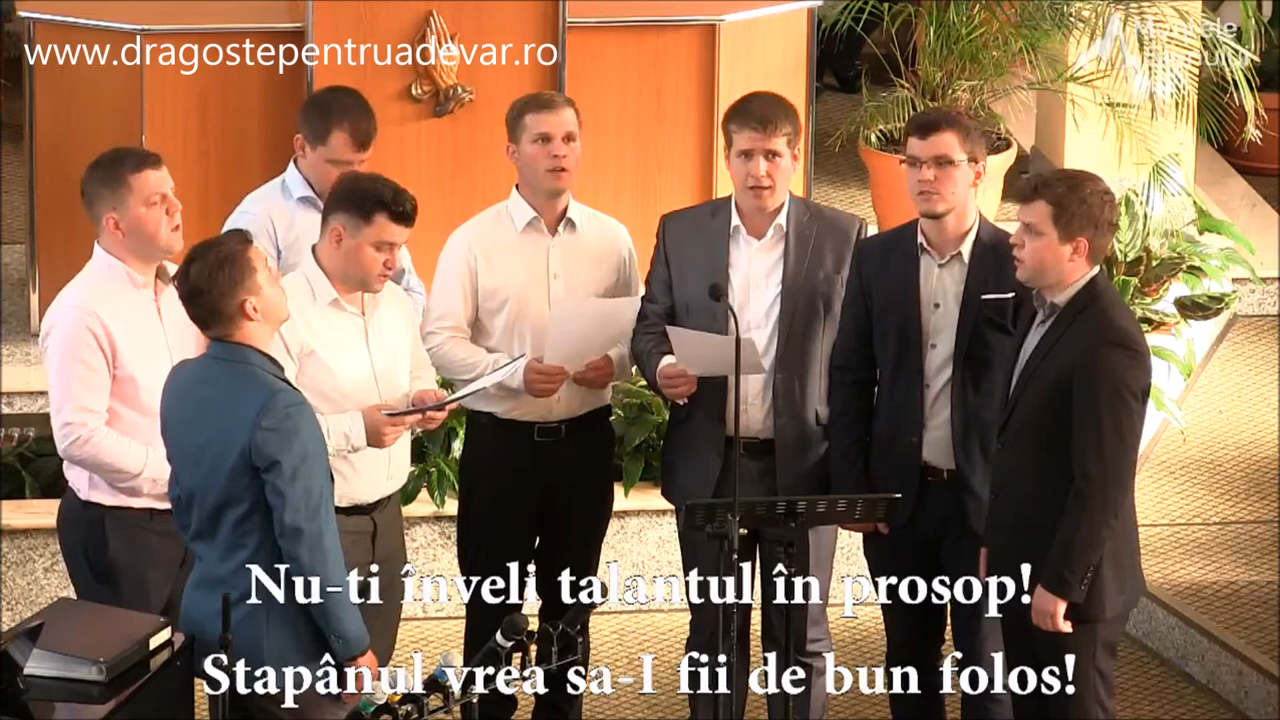 www.dragostepentruadevar.ro
Nu-ti înveli talantul în prosop!
Stapânul vrea sa-I fii de bun folos!